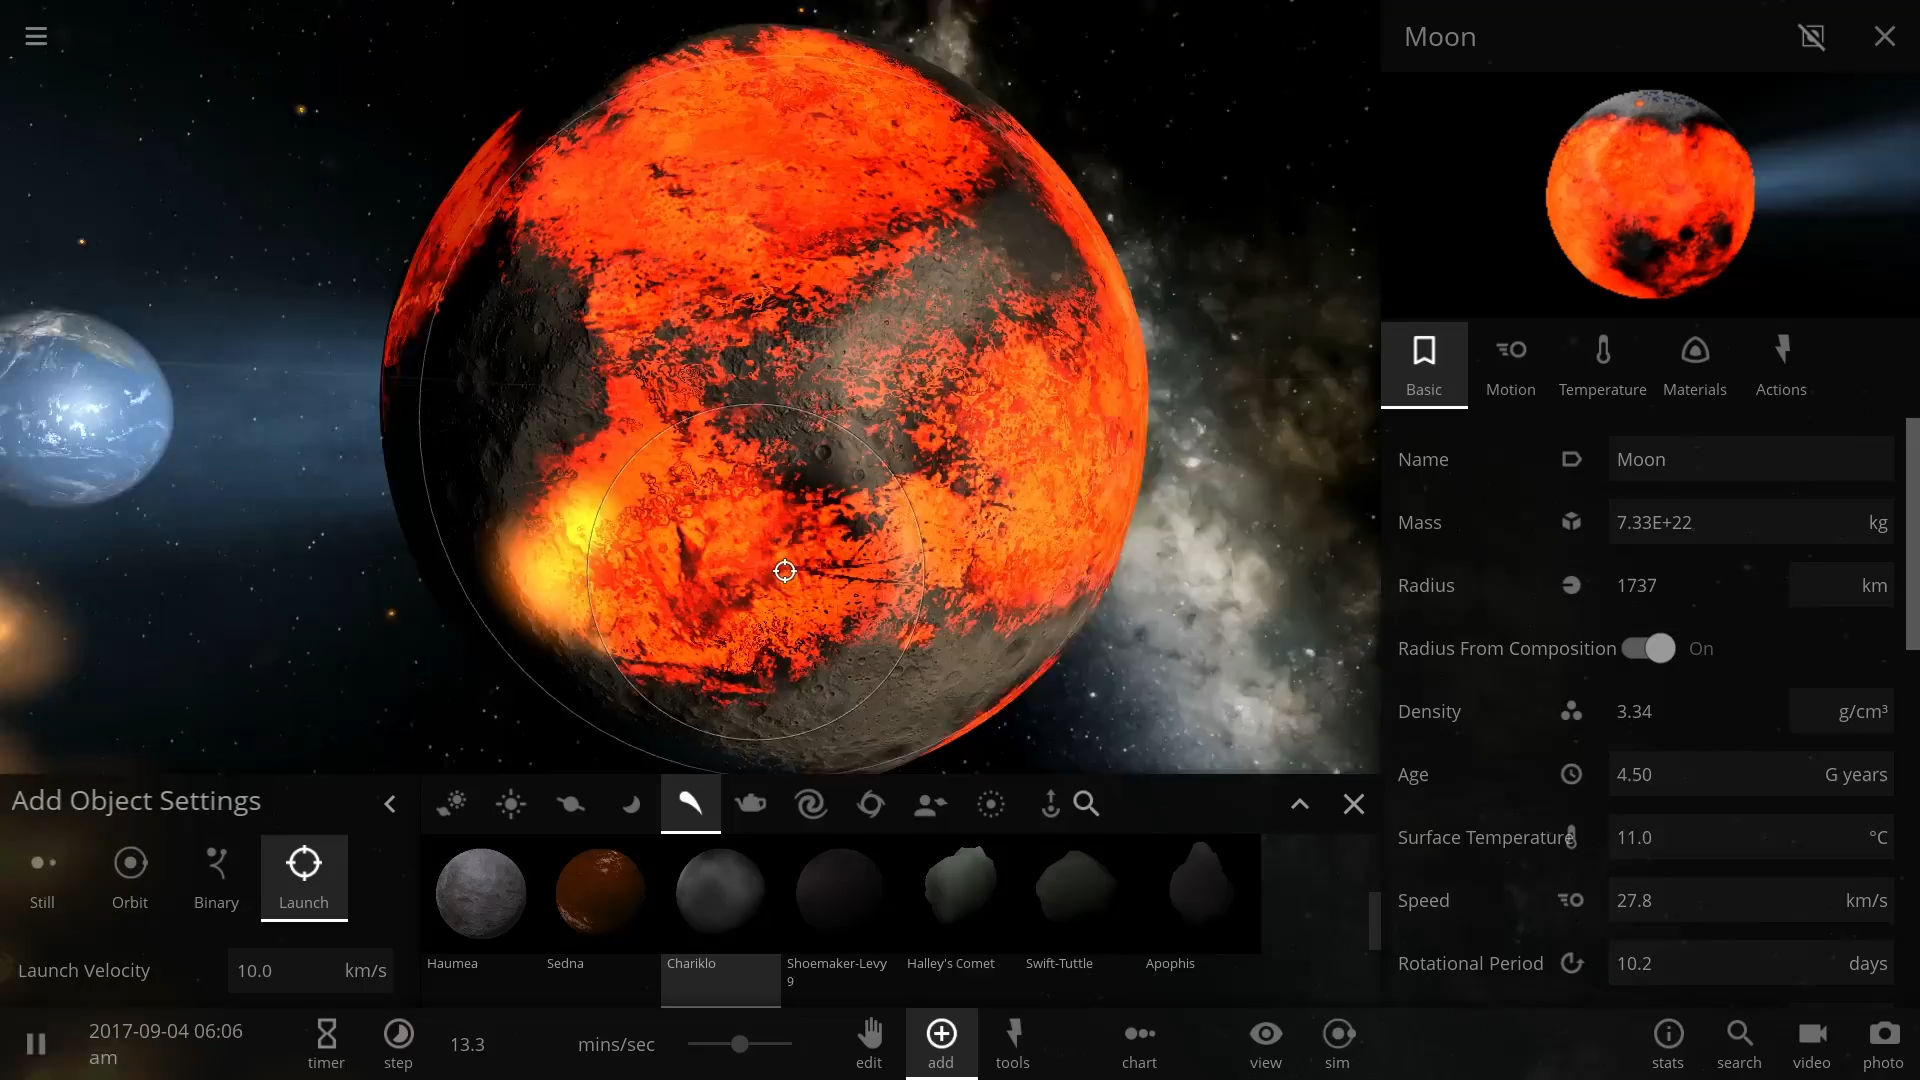 Moon
Basic
Motion
Temperature
Materials
Actions
Name
Moon
Mass
7.33E+22
kg
Radius
1737
km
Radius From Composition
On
Density
3.34
g/cm³
Age
4.50
G years
Surface Temperature
11.0
°C
Speed
27.8
km/s
Rotational Period
10.2
days
Add Object Settings
Still
Orbit
Binary
Launch
Launch Velocity
10.0
km/s
Haumea
Sedna
Chariklo
Shoemaker-Levy
9
Halley's Comet
Swift-Tuttle
Apophis
2017-09-04 06:06
am
timer
step
13.3
mins/sec
edit
add
tools
chart
view
sim
stats
search
video
photo